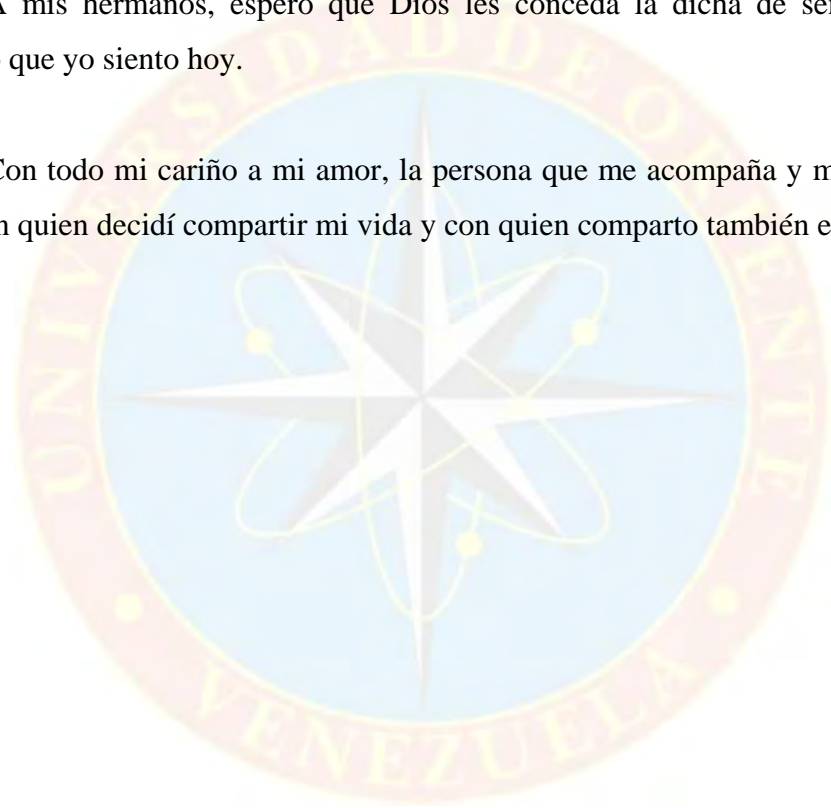 A mis hermanos, espero que Dios les conceda la dicha de
que yo siento hoy.
Con todo mi cariño a mi amor, la persona que me acompaña y
quien decidí compartir mi vida y con quien comparto también
UNIVERSIDAD DE ORIENTE
VENEZUELA